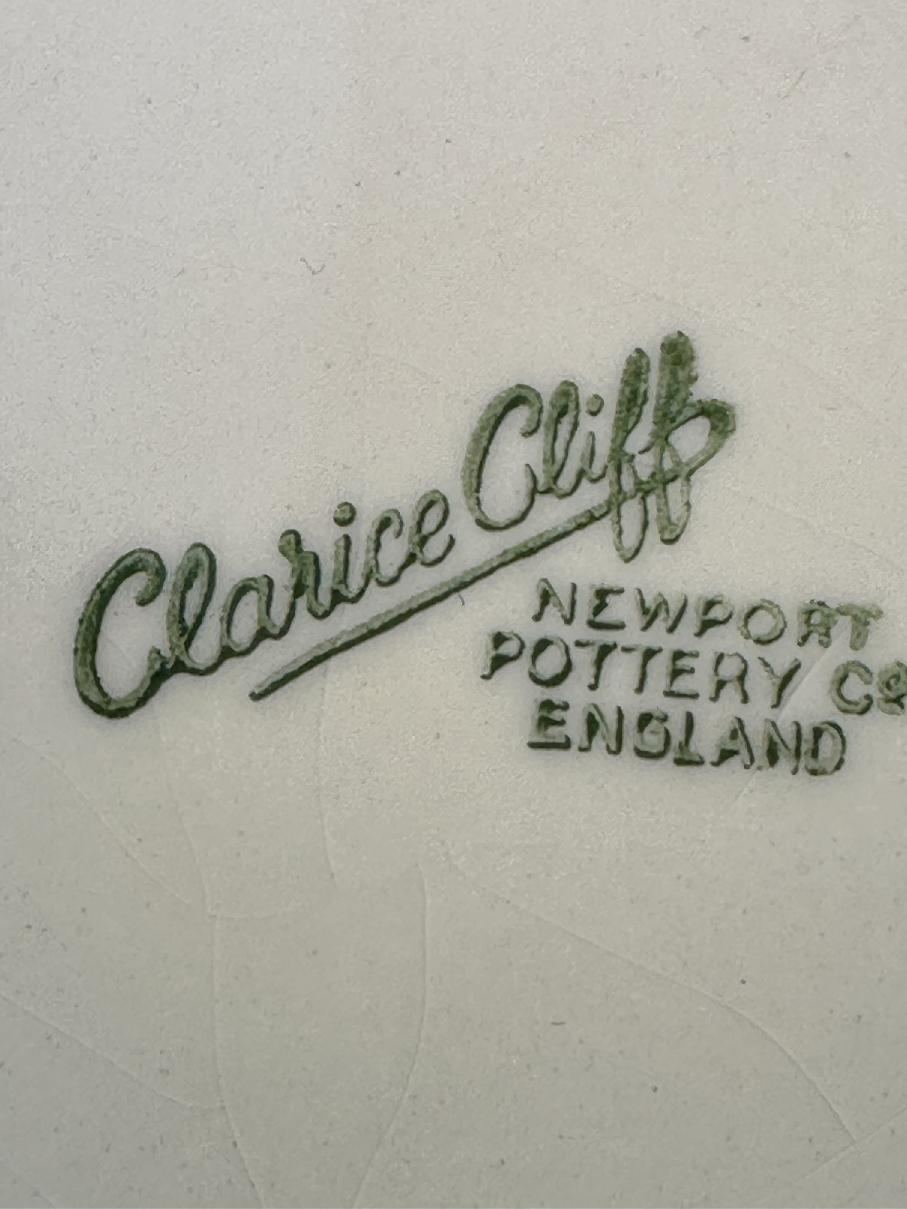 Clarice Cliff
NEWPORT
POTTERY Co
ENGLAND